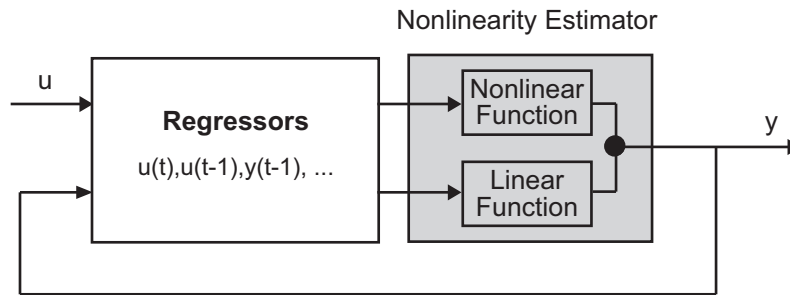 Nonlinearity Estimator
u
Nonlinear
Function
Regressors
u(t),u(t-1),y(t-1), ...
y
Linear
Function